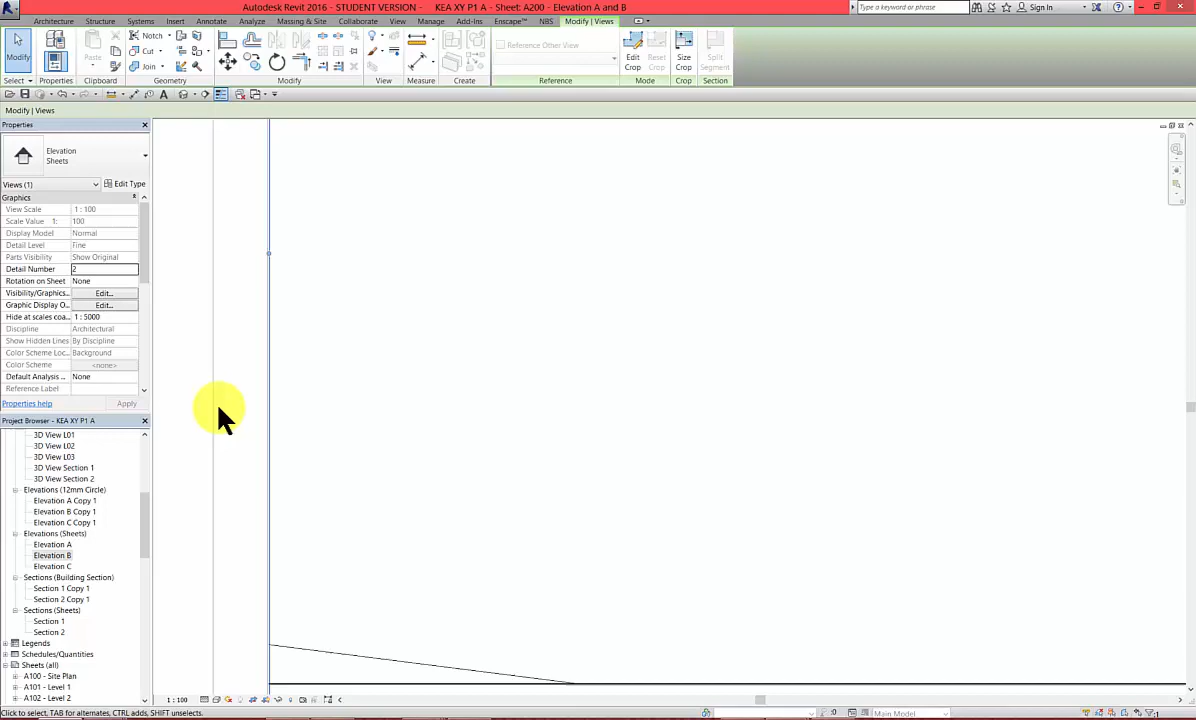 Autodesk Revit 2016 - STUDENT VERSION - KEA XY P1 A - Sheet: A200 - Elevation A and B
Type a keyword or phrase
Sign In
Architecture Structure Systems Insert Annotate Analyze Massing & Site Collaborate View Manage Add-Ins Enscape™ NBS Modify | Views
Modify
Paste
Notch
Cut
Join
Reference Other View
Edit Crop
Reset Crop
Size Crop
Split Segment
Select Properties Clipboard Geometry Modify View Measure Create Reference Mode Crop Section
Modify | Views
Properties
Elevation
Sheets
Views (1)
Edit Type
Graphics
View Scale 1 : 100
Scale Value 1: 100
Display Model Normal
Detail Level Fine
Parts Visibility Show Original
Detail Number 2
Rotation on Sheet None
Visibility/Graphics... Edit...
Graphic Display O... Edit...
Hide at scales coa... 1 : 5000
Discipline Architectural
Show Hidden Lines By Discipline
Color Scheme Loc... Background
Color Scheme <none>
Default Analysis ... None
Reference Label
Properties help
Apply
Project Browser - KEA XY P1 A
3D View L01
3D View L02
3D View L03
3D View Section 1
3D View Section 2
Elevations (12mm Circle)
Elevation A Copy 1
Elevation B Copy 1
Elevation C Copy 1
Elevations (Sheets)
Elevation A
Elevation B
Elevation C
Sections (Building Section)
Section 1 Copy 1
Section 2 Copy 1
Sections (Sheets)
Section 1
Section 2
Legends
Schedules/Quantities
Sheets (all)
A100 - Site Plan
A101 - Level 1
A102 - Level 2
1 : 100
Click to select, TAB for alternates, CTRL adds, SHIFT unselects.
:0
Main Model